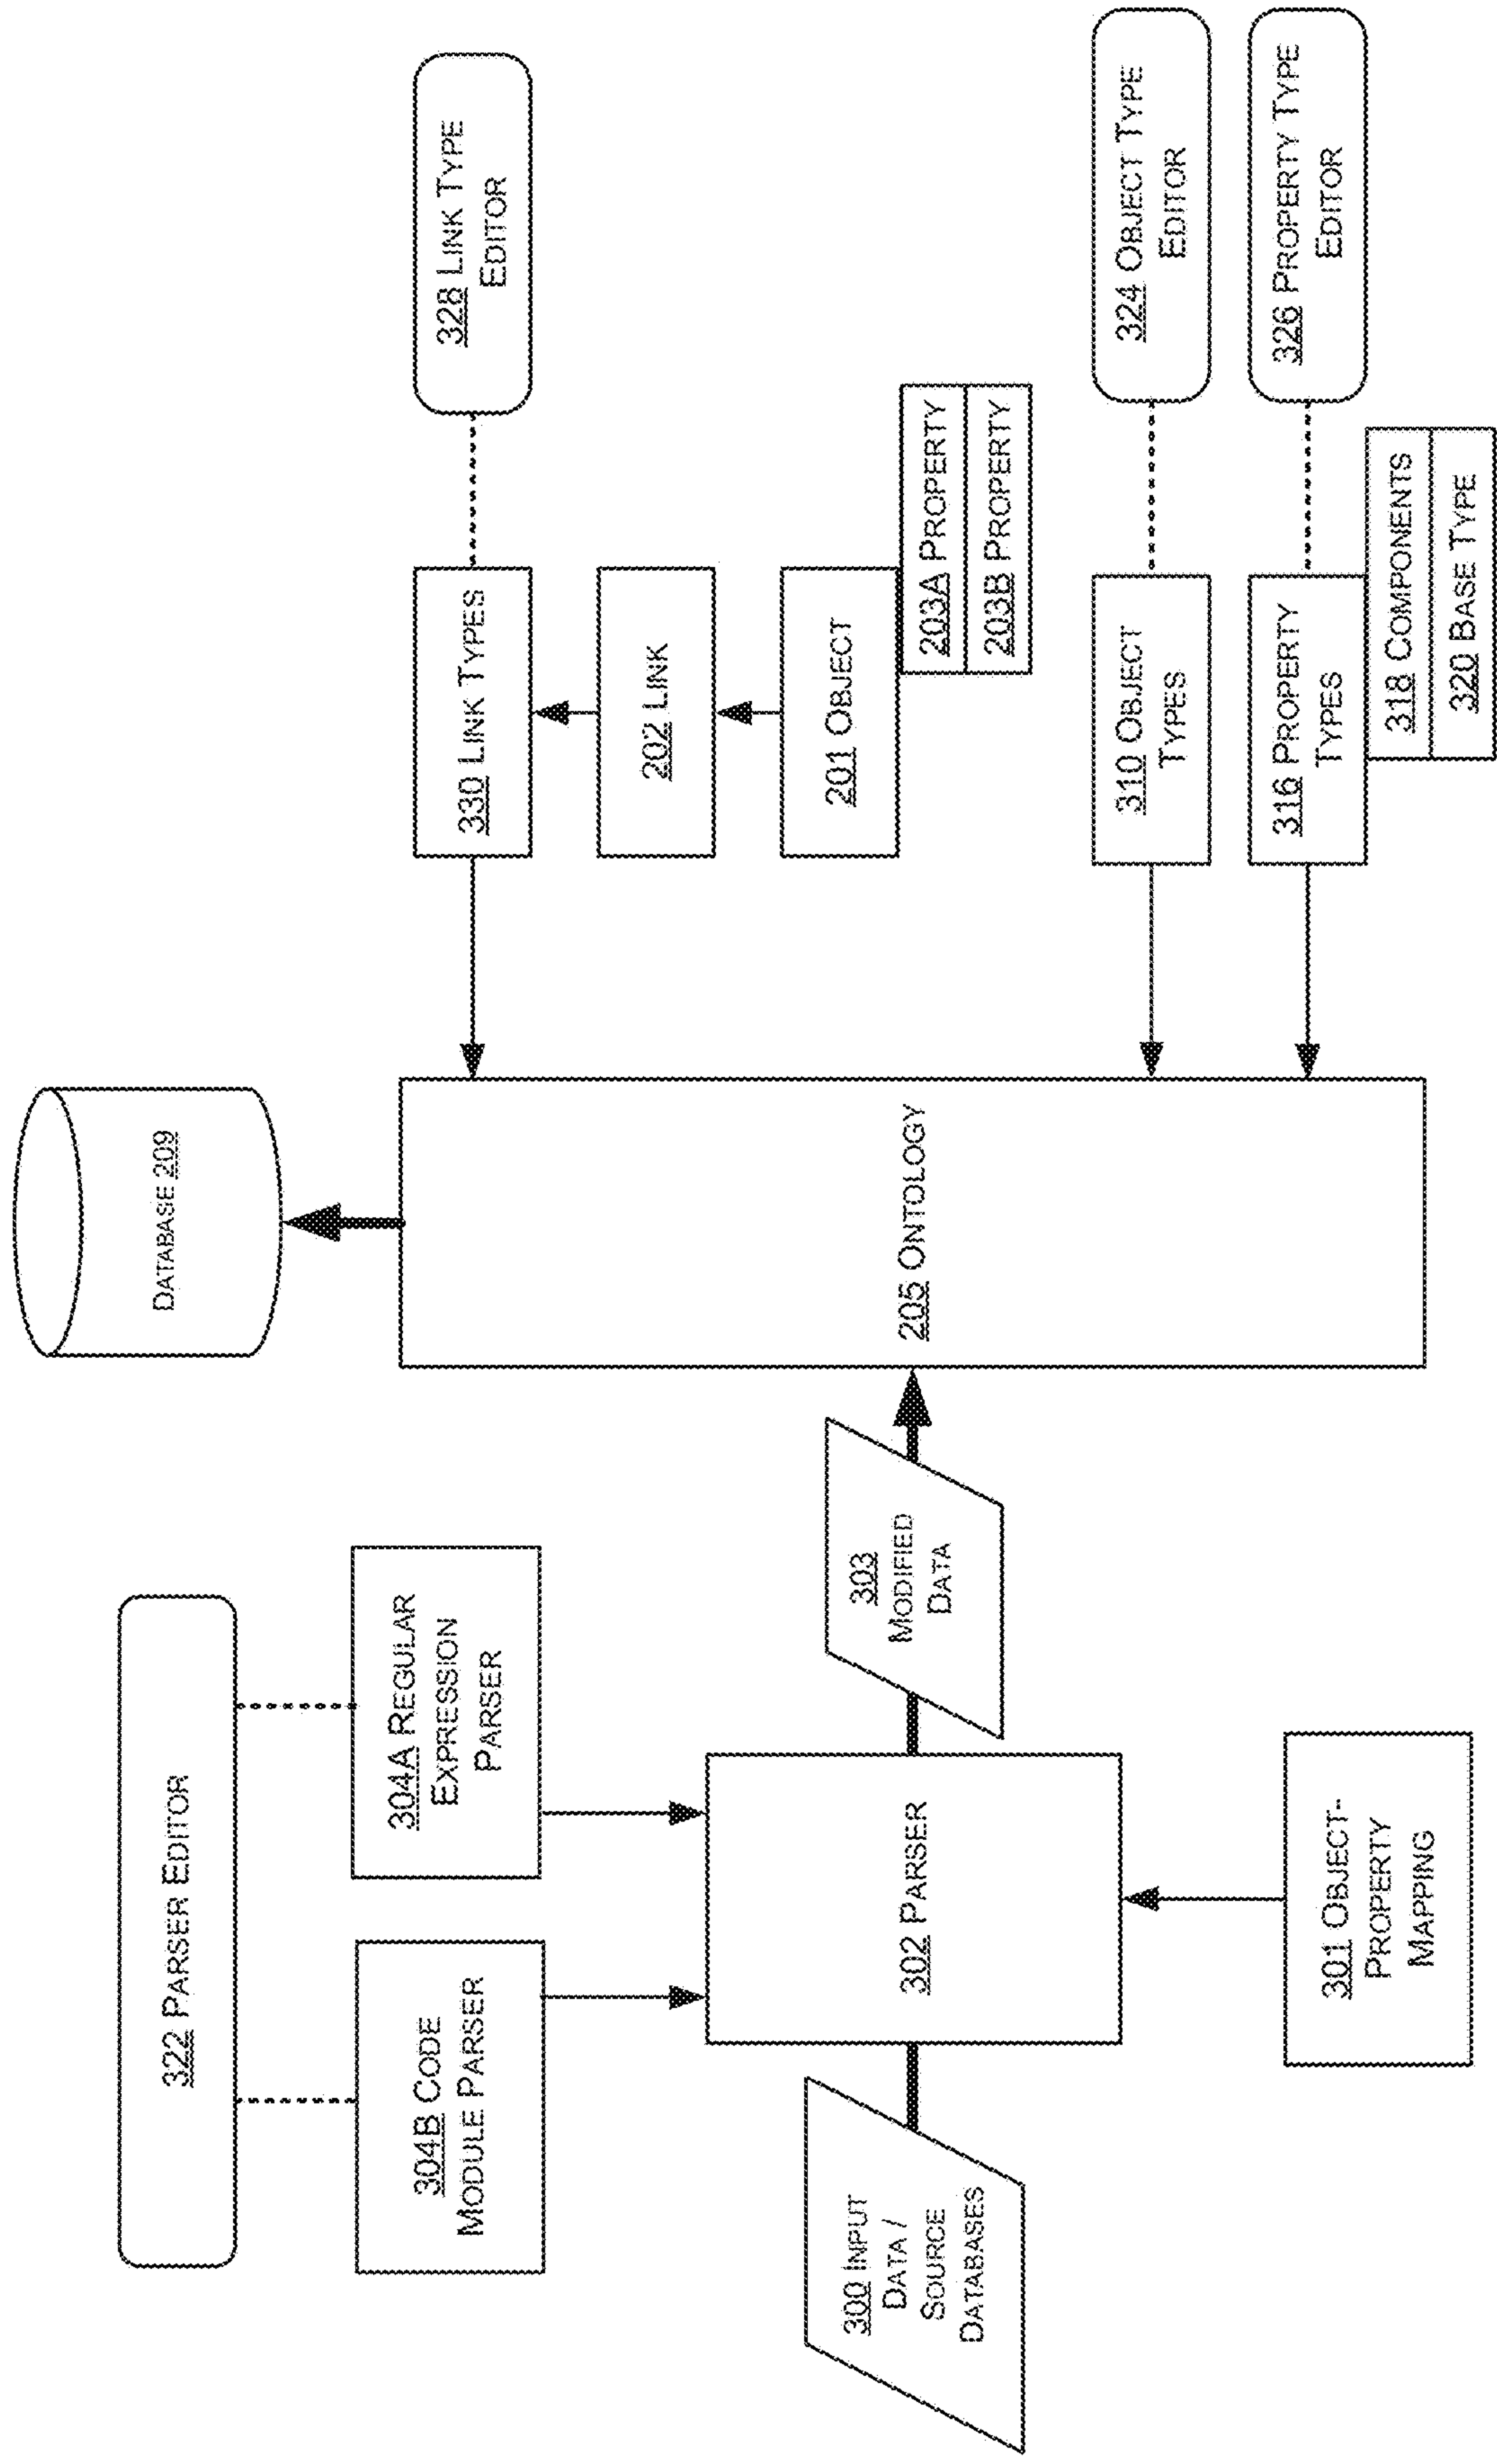 322 PARSER EDITOR
304B CODE
MODULE PARSER
304A REGULAR
EXPRESSION
PARSER
300 INPUT
DATA /
SOURCE
DATABASES
302 PARSER
303
MODIFIED
DATA
301 OBJECT-
PROPERTY
MAPPING
DATABASE 209
205 ONTOLOGY
330 LINK TYPES
328 LINK TYPE
EDITOR
202 LINK
201 OBJECT
203A PROPERTY
203B PROPERTY
310 OBJECT
TYPES
324 OBJECT TYPE
EDITOR
316 PROPERTY
TYPES
326 PROPERTY TYPE
EDITOR
318 COMPONENTS
320 BASE TYPE